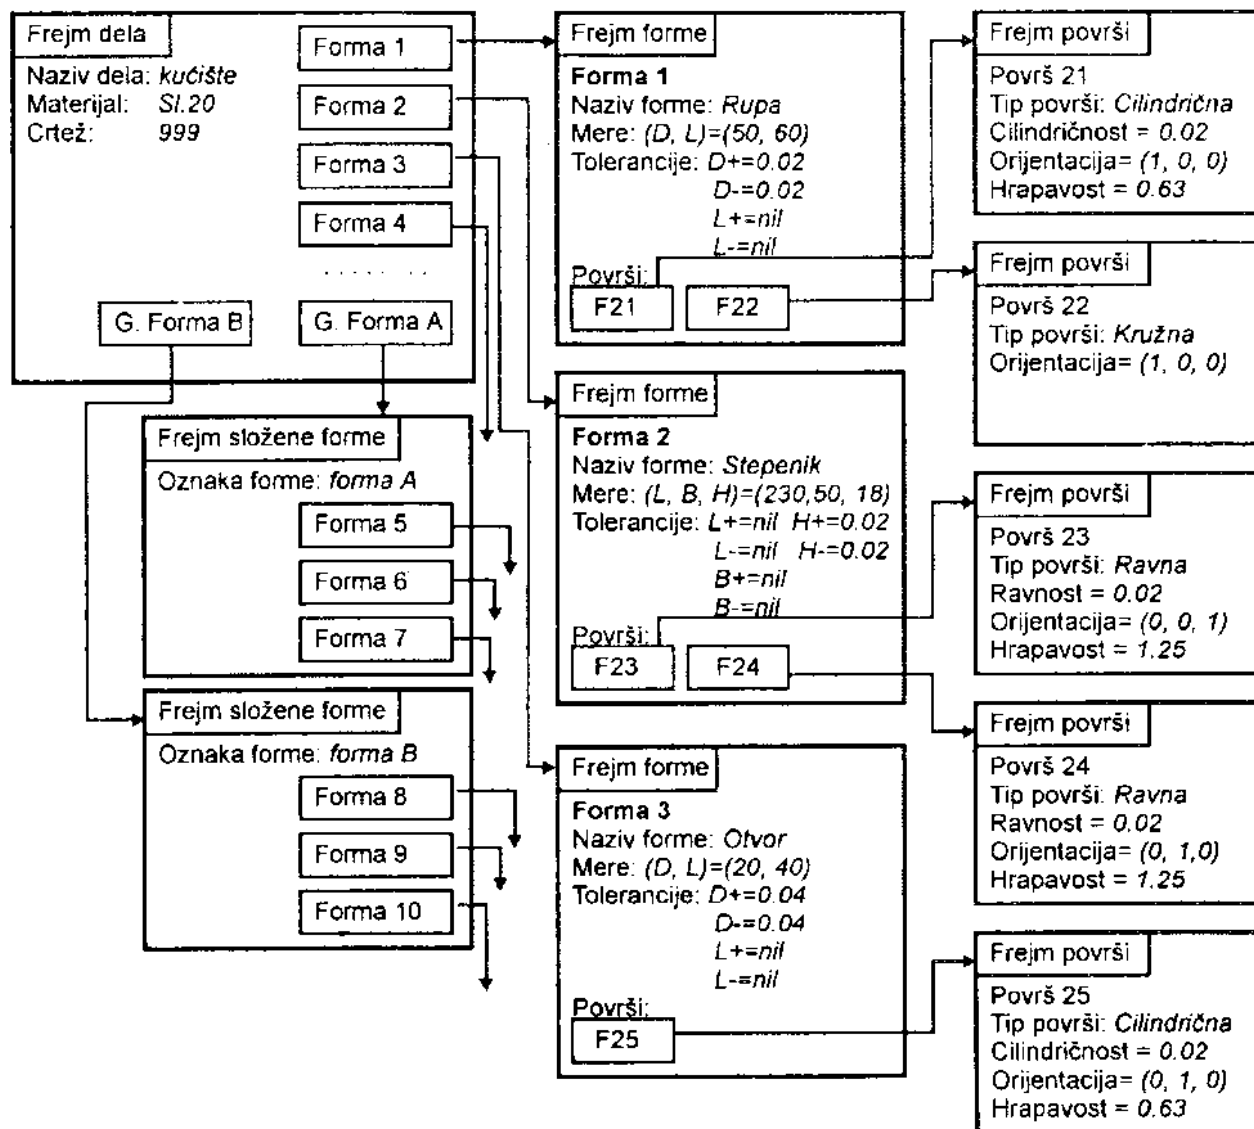 Frejm dela
Naziv dela: kućište
Materijal: Sl.20
Crtež: 999
Forma 1
Forma 2
Forma 3
Forma 4
. . . . . . .
G. Forma B
G. Forma A
Frejm složene forme
Oznaka forme: forma A
Forma 5
Forma 6
Forma 7
Frejm složene forme
Oznaka forme: forma B
Forma 8
Forma 9
Forma 10
Frejm forme
Forma 1
Naziv forme: Rupa
Mere: (D, L)=(50, 60)
Tolerancije: D+=0.02
D-=0.02
L+=nil
L-=nil
Površi:
F21
F22
Frejm forme
Forma 2
Naziv forme: Stepenik
Mere: (L, B, H)=(230,50, 18)
Tolerancije: L+=nil H+=0.02
L-=nil H-=0.02
B+=nil
B-=nil
Površi:
F23
F24
Frejm forme
Forma 3
Naziv forme: Otvor
Mere: (D, L)=(20, 40)
Tolerancije: D+=0.04
D-=0.04
L+=nil
L-=nil
Površi:
F25
Frejm površi
Površ 21
Tip površi: Cilindrična
Cilindričnost = 0.02
Orijentacija= (1, 0, 0)
Hrapavost = 0.63
Frejm površi
Površ 22
Tip površi: Kružna
Orijentacija= (1, 0, 0)
Frejm površi
Površ 23
Tip površi: Ravna
Ravnost = 0.02
Orijentacija= (0, 0, 1)
Hrapavost = 1.25
Frejm površi
Površ 24
Tip površi: Ravna
Ravnost = 0.02
Orijentacija= (0, 1,0)
Hrapavost = 1.25
Frejm površi
Površ 25
Tip površi: Cilindrična
Cilindričnost = 0.02
Orijentacija= (0, 1, 0)
Hrapavost = 0.63